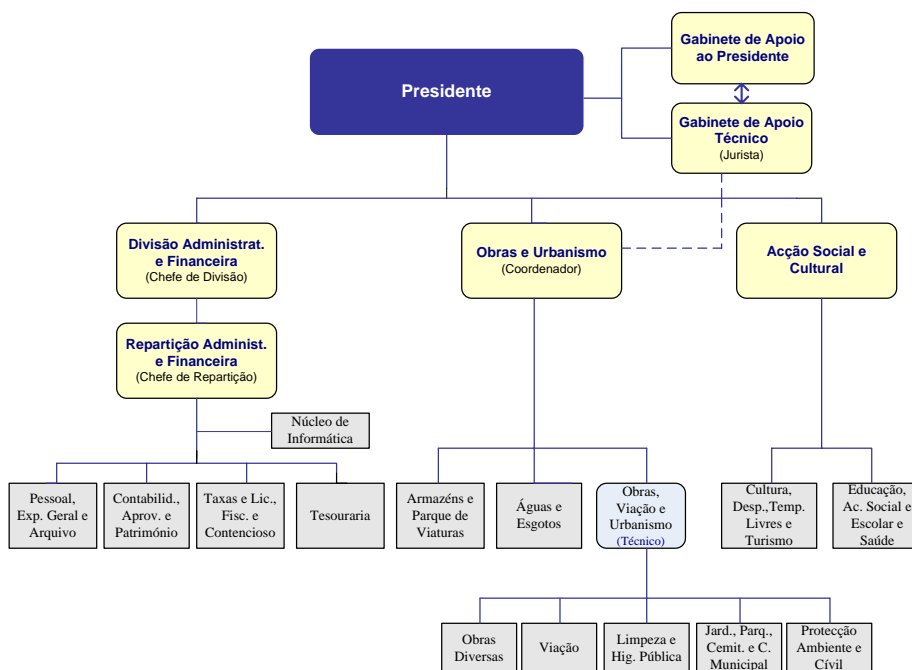 Gabinete de Apoio
ao Presidente
Presidente
Gabinete de Apoio
Técnico
(Jurista)
Divisão Administrat.
e Financeira
(Chefe de Divisão)
Obras e Urbanismo
(Coordenador)
Acção Social e
Cultural
Repartição Administ.
e Financeira
(Chefe de Repartição)
Núcleo de
Informática
Pessoal,
Exp. Geral e
Arquivo
Contabilid.,
Aprov. e
Património
Taxas e Lic.,
Fisc. e
Contencioso
Tesouraria
Armazéns e
Parque de
Viaturas
Águas e
Esgotos
Obras,
Viação e
Urbanismo
(Técnico)
Cultura,
Desp.,Temp.
Livres e
Turismo
Educação,
Ac. Social e
Escolar e
Saúde
Obras
Diversas
Viação
Limpeza e
Hig. Pública
Jard., Parq.,
Cemit. e C.
Municipal
Protecção
Ambiente e
Cívil